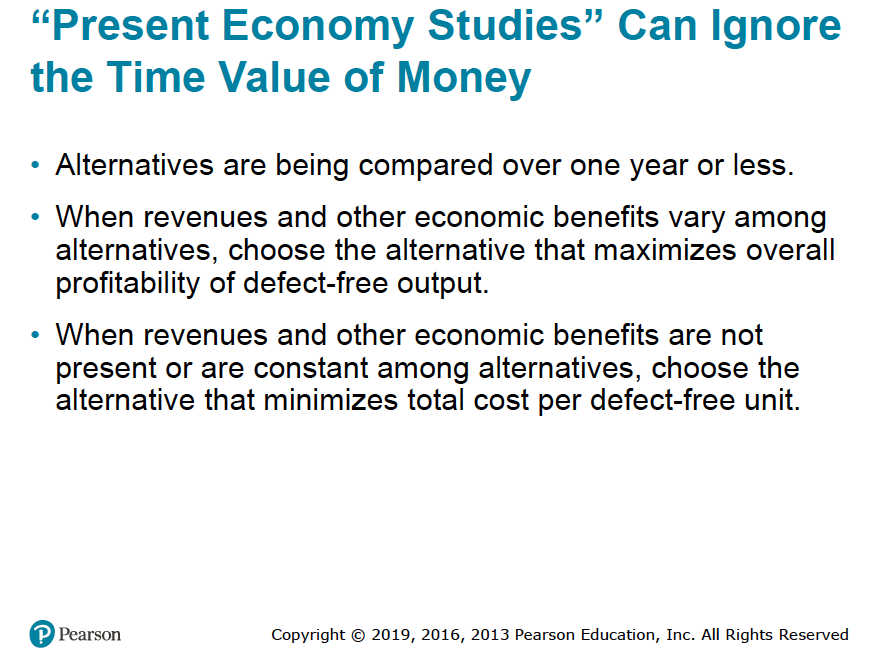 “Present Economy Studies” Can Ignore
the Time Value of Money
• Alternatives are being compared over one year or less.
• When revenues and other economic benefits vary among
alternatives, choose the alternative that maximizes overall
profitability of defect-free output.
• When revenues and other economic benefits are not
present or are constant among alternatives, choose the
alternative that minimizes total cost per defect-free unit.
P Pearson
Copyright © 2019, 2016, 2013 Pearson Education, Inc. All Rights Reserved